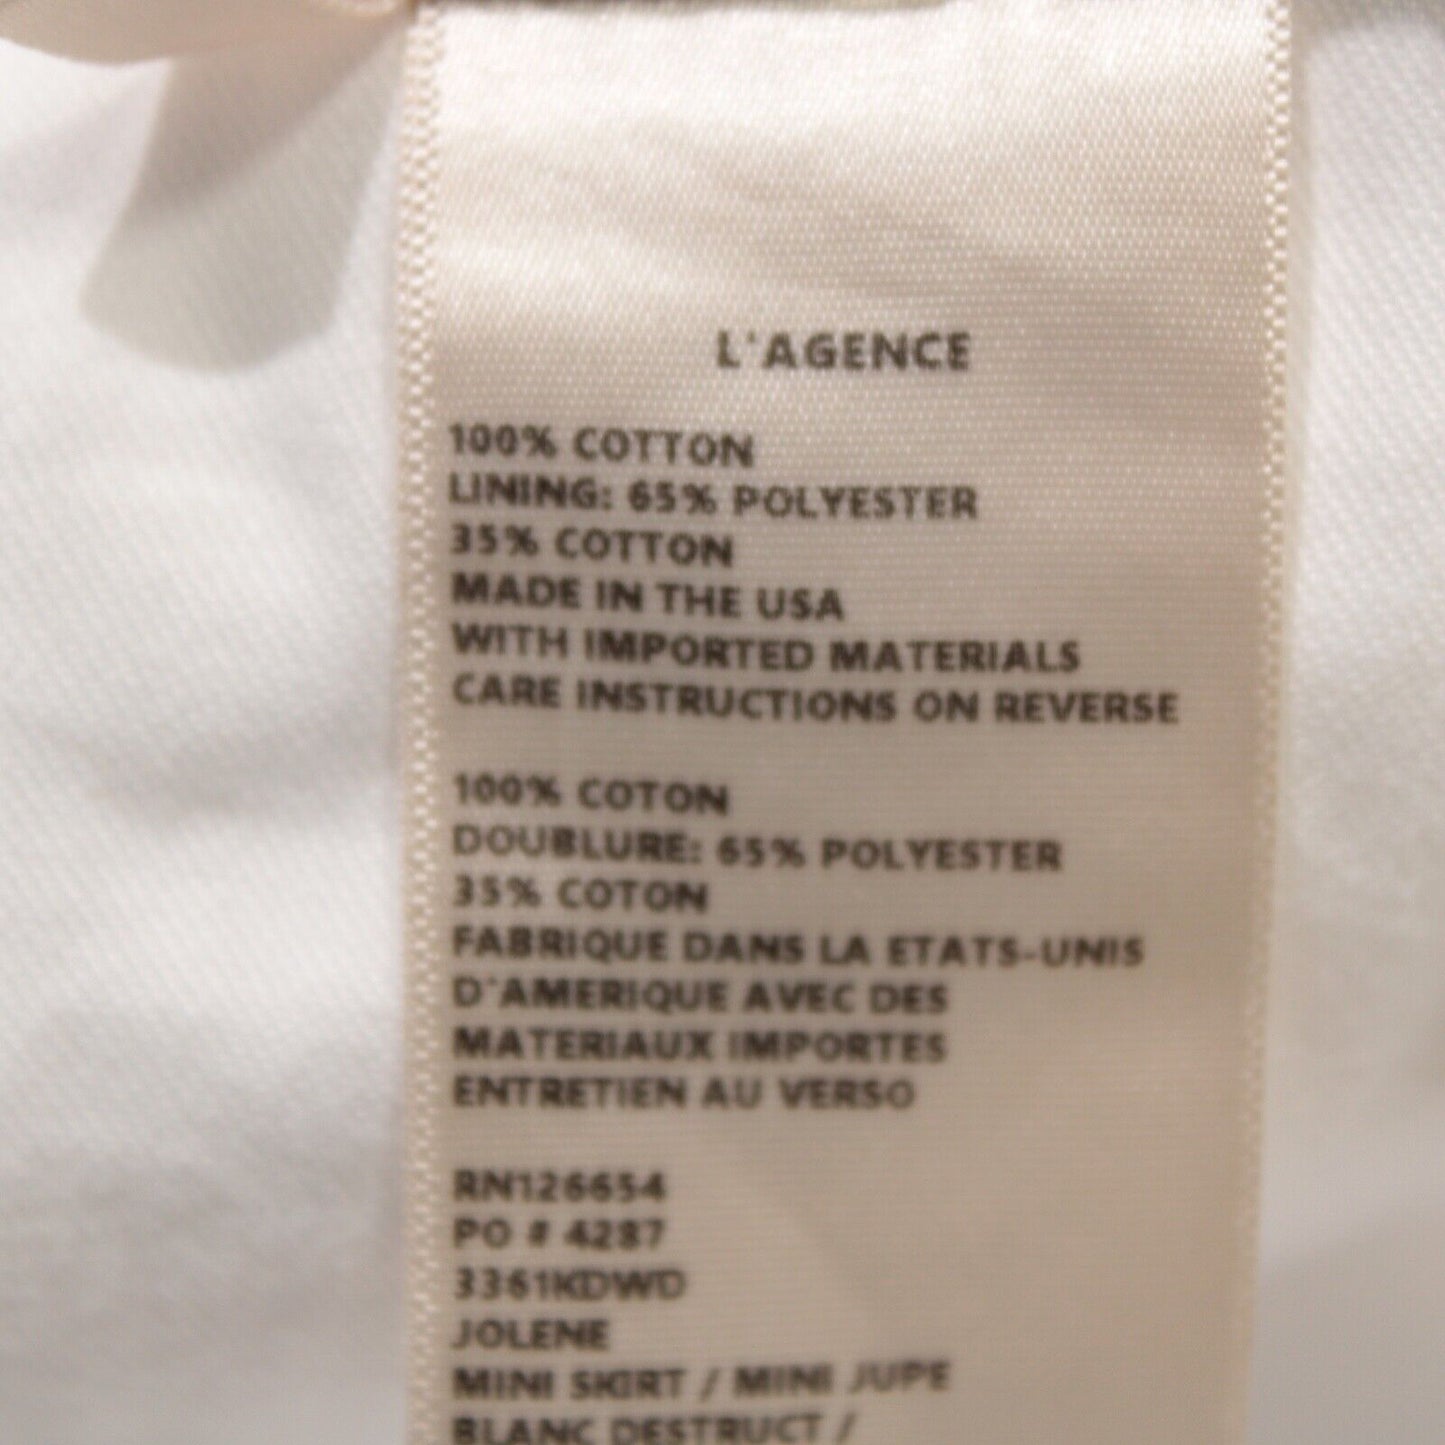 L'AGENCE
100% COTTON
LINING: 65% POLYESTER
35% COTTON
MADE IN THE USA
WITH IMPORTED MATERIALS
CARE INSTRUCTIONS ON REVERSE
100% COTON
DOUBLURE: 65% POLYESTER
35% COTON
FABRIQUE DANS LA ETATS-UNIS
D'AMERIQUE AVEC DES
MATERIAUX IMPORTES
ENTRETIEN AU VERSO
RN126654
PO # 4287
3361KDWD
JOLENE
MINI SKIRT / MINI JUPE
BLANC DESTRUCT /